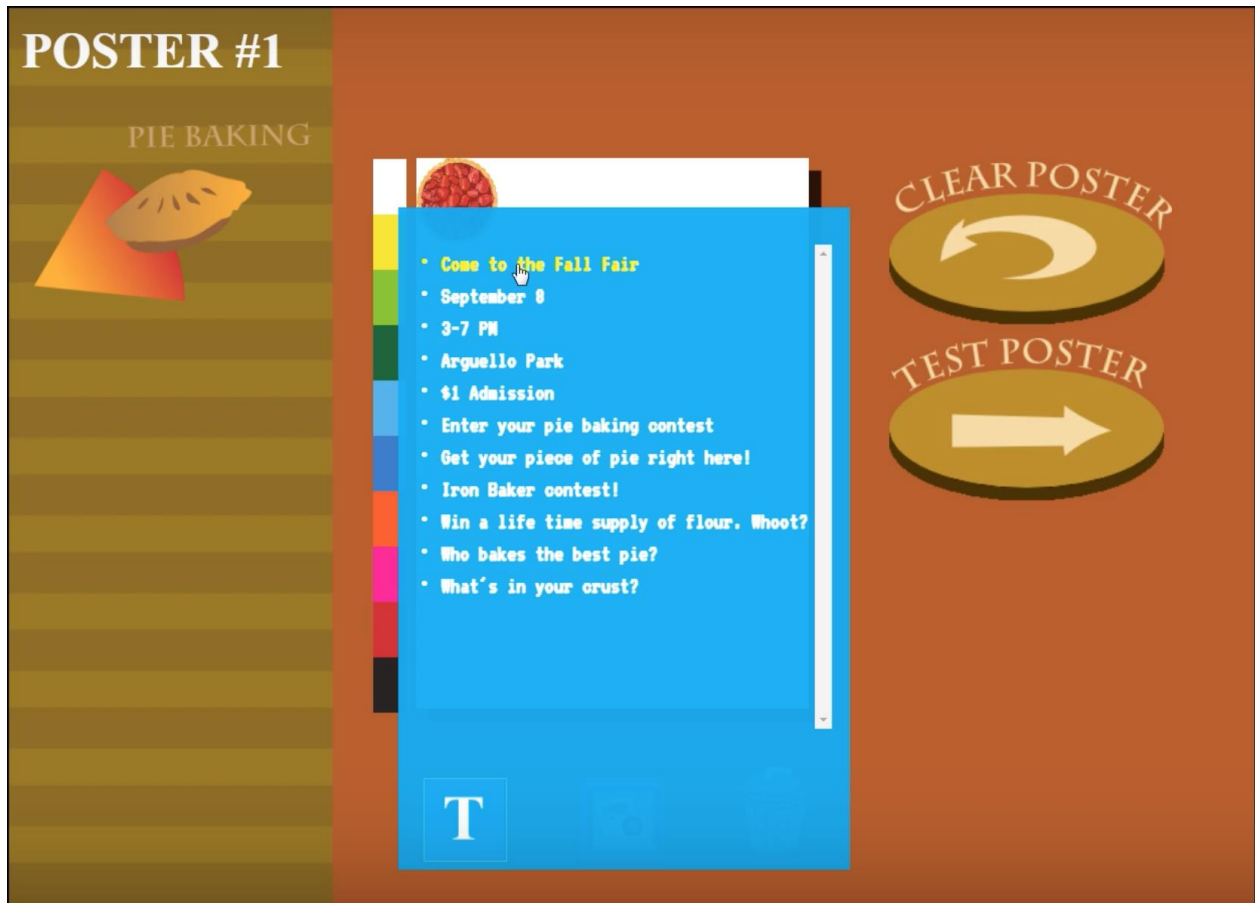 POSTER #1
PIE BAKING
• Come to the Fall Fair
• September 8
• 3-7 PM
• Arguello Park
• $1 Admission
• Enter your pie baking contest
• Get your piece of pie right here!
• Iron Baker contest!
• Win a life time supply of flour. Whoot?
• Who bakes the best pie?
• What's in your crust?
T
CLEAR POSTER
TEST POSTER